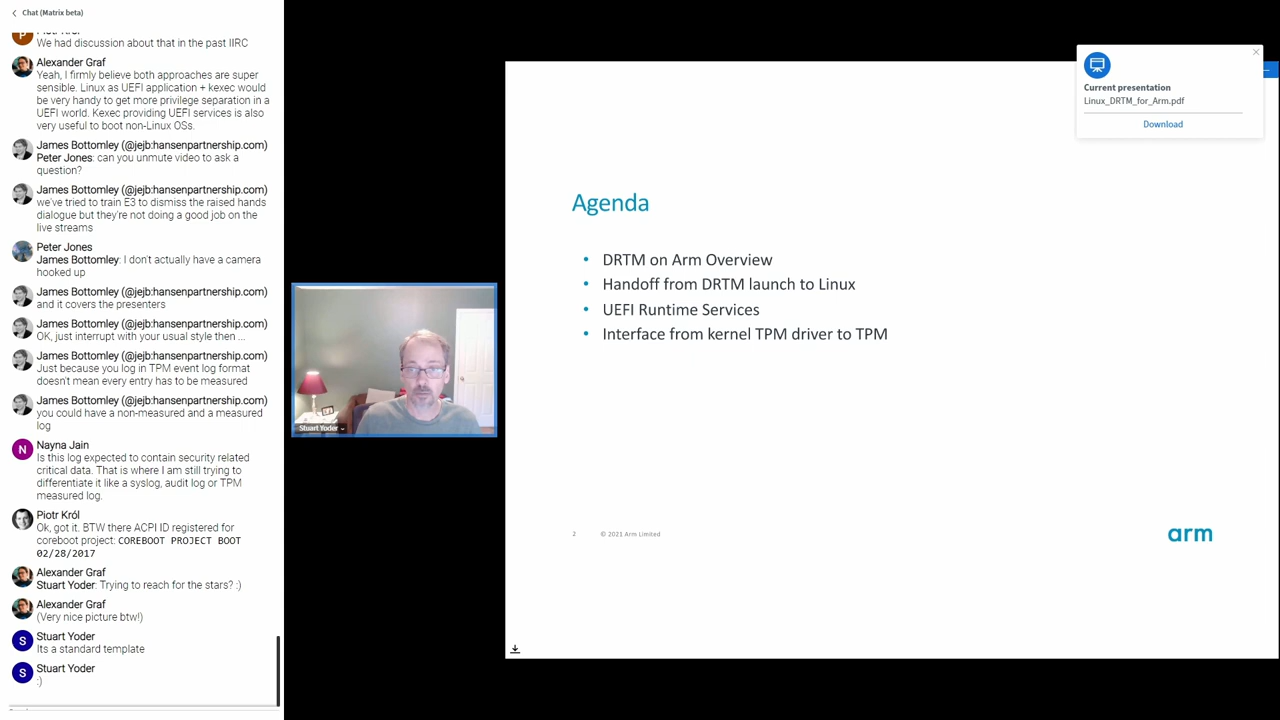 Chat (Matrix beta)
We had discussion about that in the past IIRC
Alexander Graf
Yeah, I firmly believe both approaches are super
sensible. Linux as UEFI application + kexec would
be very handy to get more privilege separation in a
UEFI world. Kexec providing UEFI services is also
very useful to boot non-Linux OSs.
James Bottomley (@jejb:hansenpartnership.com)
Peter Jones: can you unmute video to ask a
question?
James Bottomley (@jejb:hansenpartnership.com)
we've tried to train E3 to dismiss the raised hands
dialogue but they're not doing a good job on the
live streams
Peter Jones
James Bottomley: I don't actually have a camera
hooked up
James Bottomley (@jejb:hansenpartnership.com)
and it covers the presenters
James Bottomley (@jejb:hansenpartnership.com)
OK, just interrupt with your usual style then ...
James Bottomley (@jejb:hansenpartnership.com)
Just because you log in TPM event log format
doesn't mean every entry has to be measured
James Bottomley (@jejb:hansenpartnership.com)
you could have a non-measured and a measured
log
N
Nayna Jain
Is this log expected to contain security related
critical data. That is where I am still trying to
differentiate it like a syslog, audit log or TPM
measured log.
Piotr Król
Ok, got it. BTW there ACPI ID registered for
coreboot project: COREBOOT PROJECT BOOT
02/28/2017
Alexander Graf
Stuart Yoder: Trying to reach for the stars? :)
Alexander Graf
(Very nice picture btw!)
S
Stuart Yoder
Its a standard template
S
Stuart Yoder
:)
Stuart Yoder
Current presentation
Linux_DRTM_for_Arm.pdf
Download
Agenda
• DRTM on Arm Overview
• Handoff from DRTM launch to Linux
• UEFI Runtime Services
• Interface from kernel TPM driver to TPM
2 © 2021 Arm Limited
arm